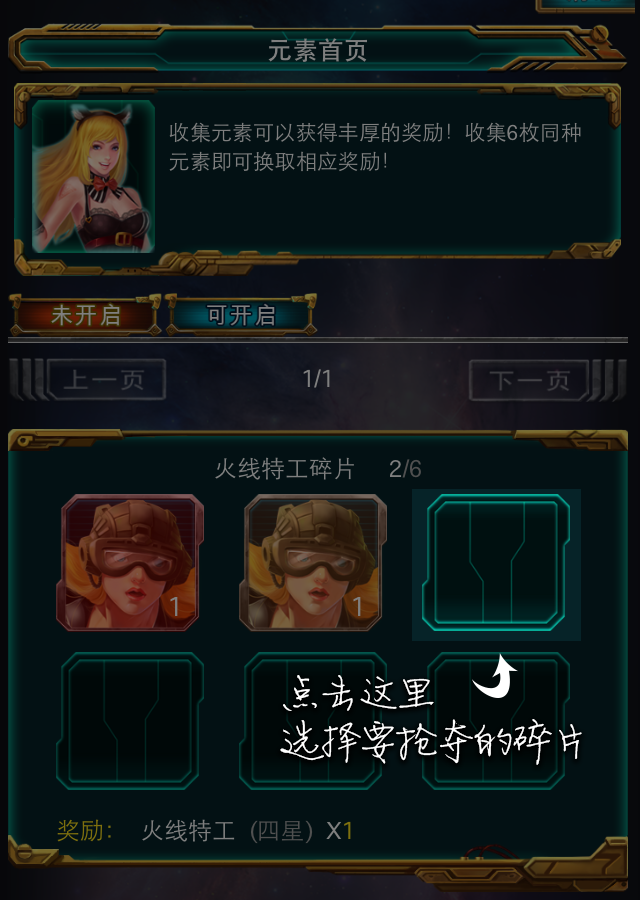 元素首页
收集元素可以获得丰厚的奖励！收集6枚同种
元素即可换取相应奖励！
未开启 可开启
上一页 1/1 下一页
火线特工碎片 2/6
1 1
点击这里
选择要抢夺的碎片
奖励： 火线特工 (四星) X1